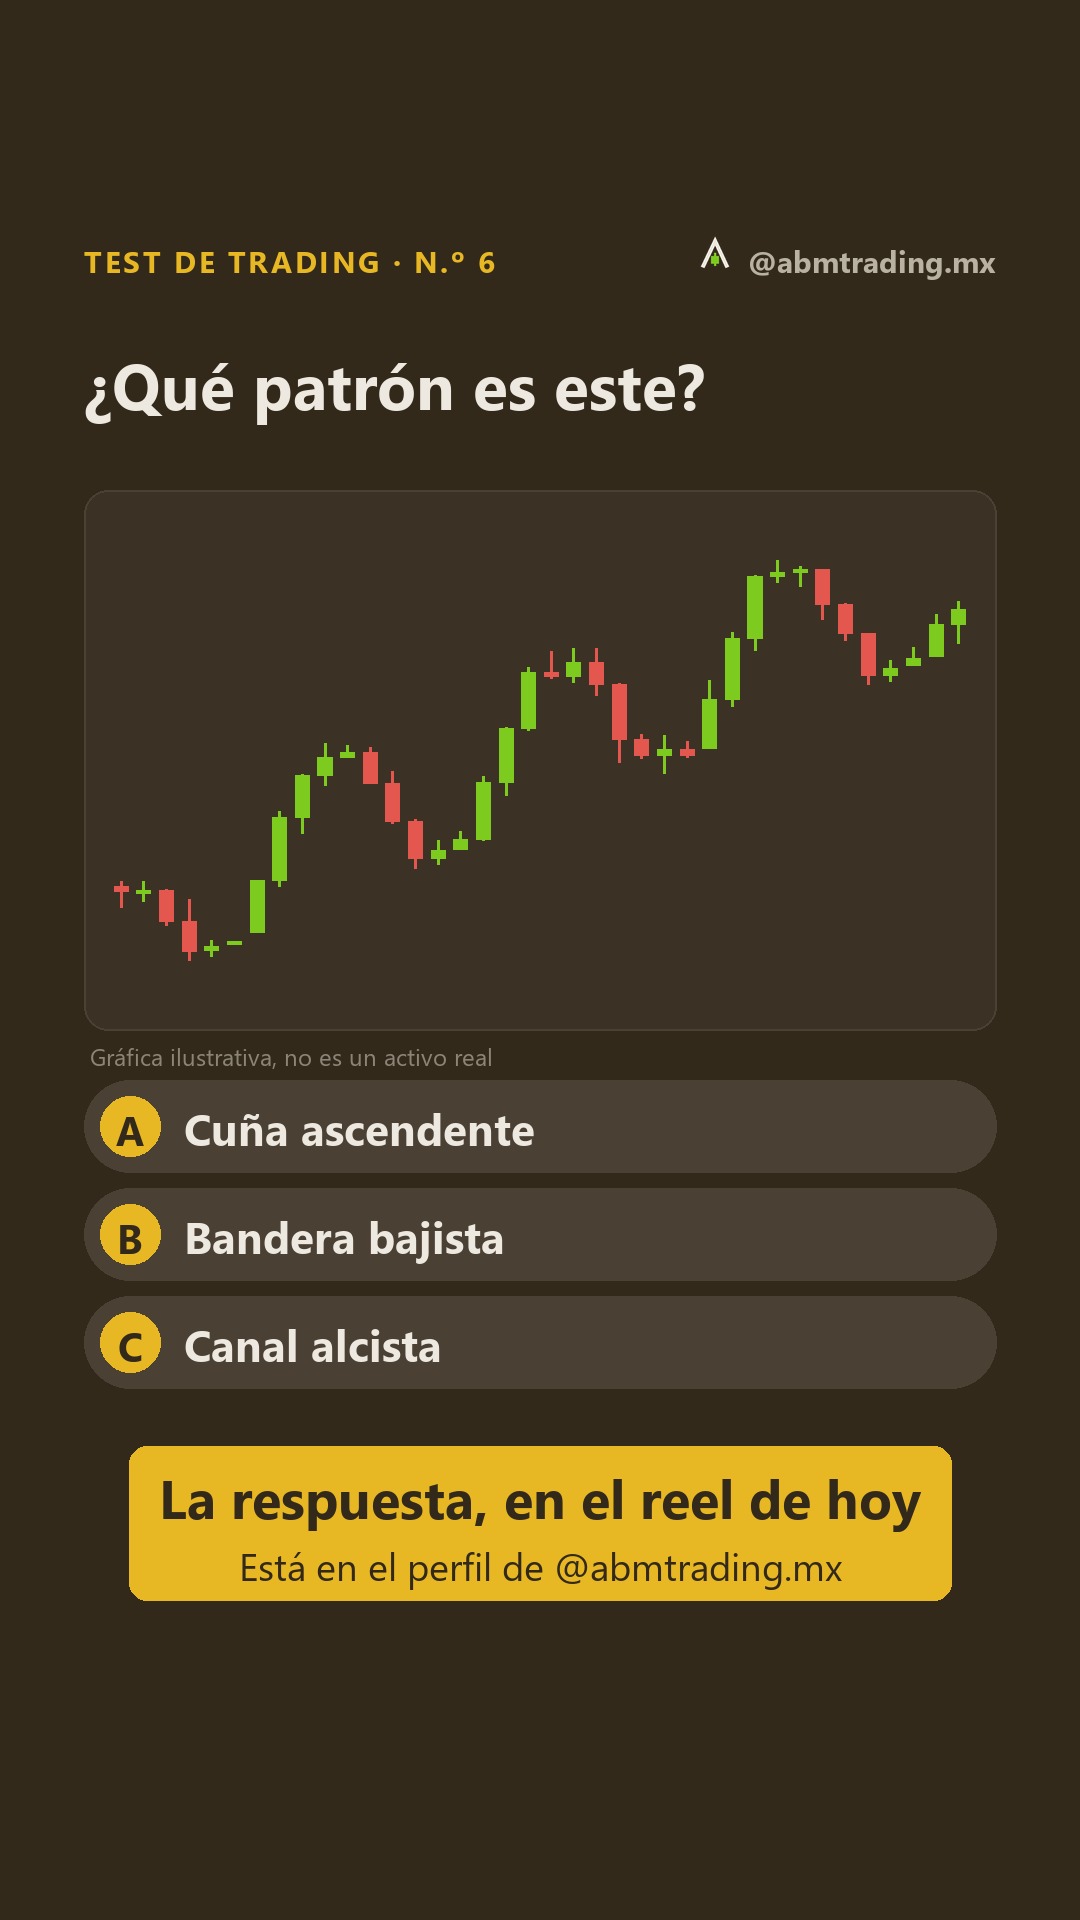 TEST DE TRADING · N.º 6
@abmtrading.mx
¿Qué patrón es este?
Gráfica ilustrativa, no es un activo real
A Cuña ascendente
B Bandera bajista
C Canal alcista
La respuesta, en el reel de hoy
Está en el perfil de @abmtrading.mx